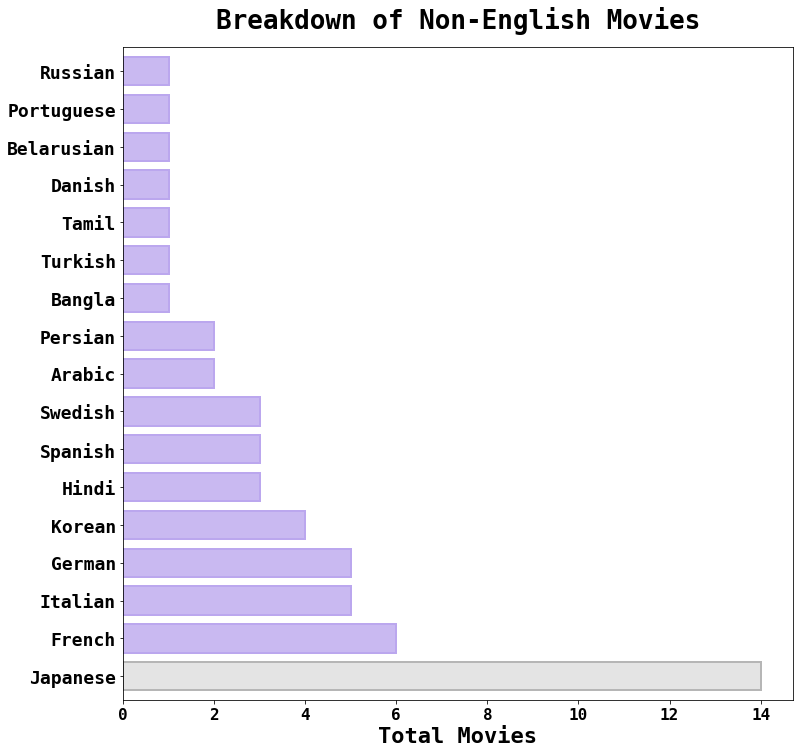 Breakdown of Non-English Movies
Russian
Portuguese
Belarusian
Danish
Tamil
Turkish
Bangla
Persian
Arabic
Swedish
Spanish
Hindi
Korean
German
Italian
French
Japanese
0 2 4 6 8 10 12 14
Total Movies